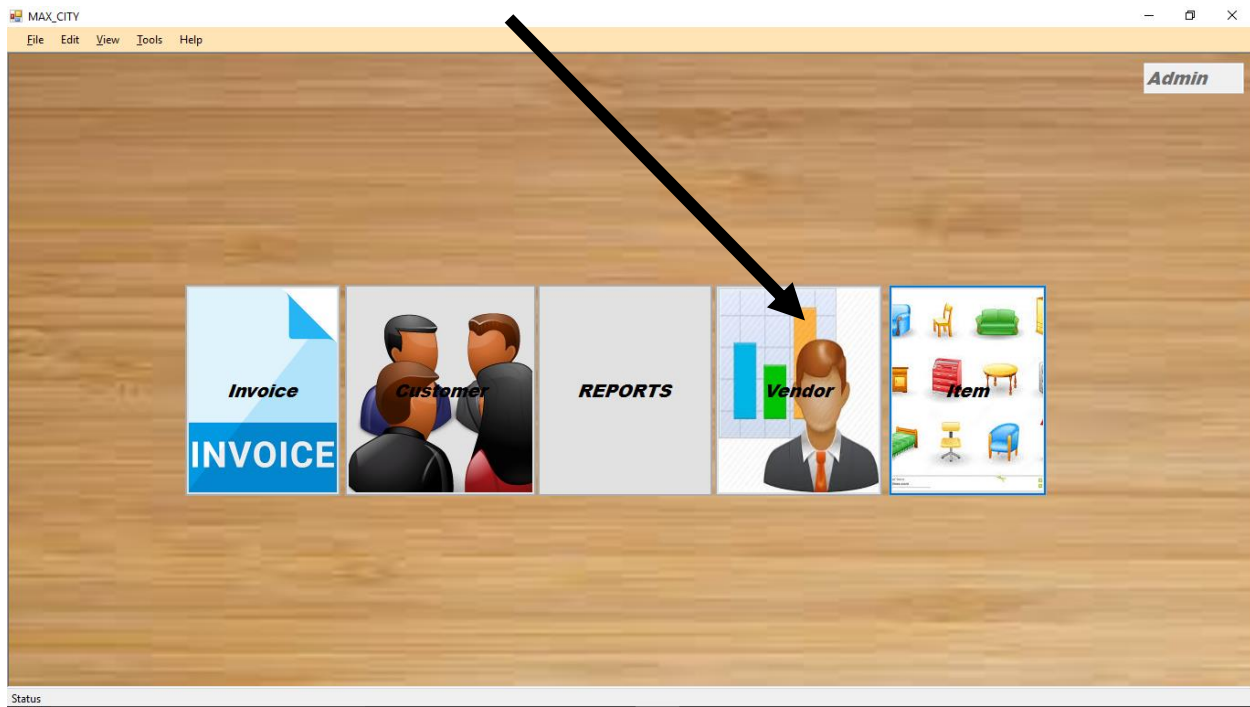 MAX_CITY
File Edit View Tools Help
Admin
Invoice
Customer
REPORTS
Vendor
Item
INVOICE
Status